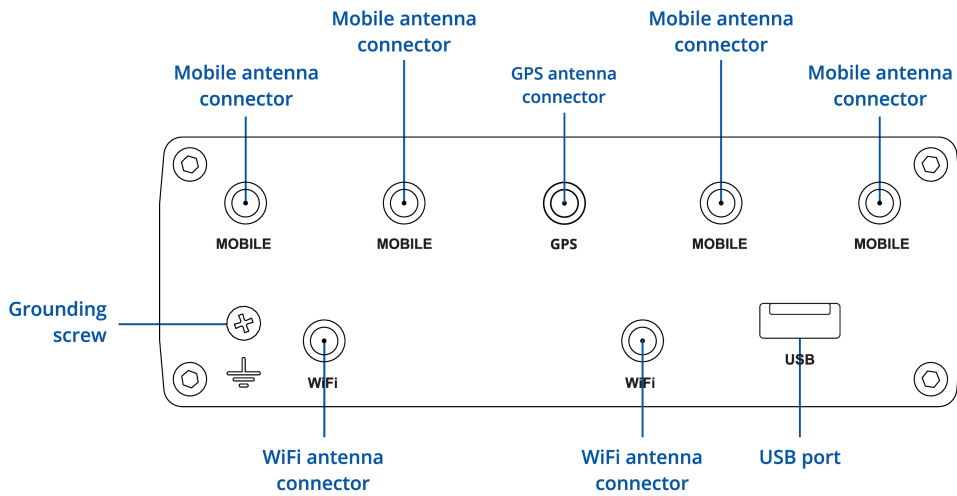 Mobile antenna
connector
Mobile antenna
connector
Mobile antenna
connector
GPS antenna
connector
Mobile antenna
connector
MOBILE
MOBILE
GPS
MOBILE
MOBILE
Grounding
screw
USB
WiFi
WiFi
WiFi antenna
connector
WiFi antenna
connector
USB port